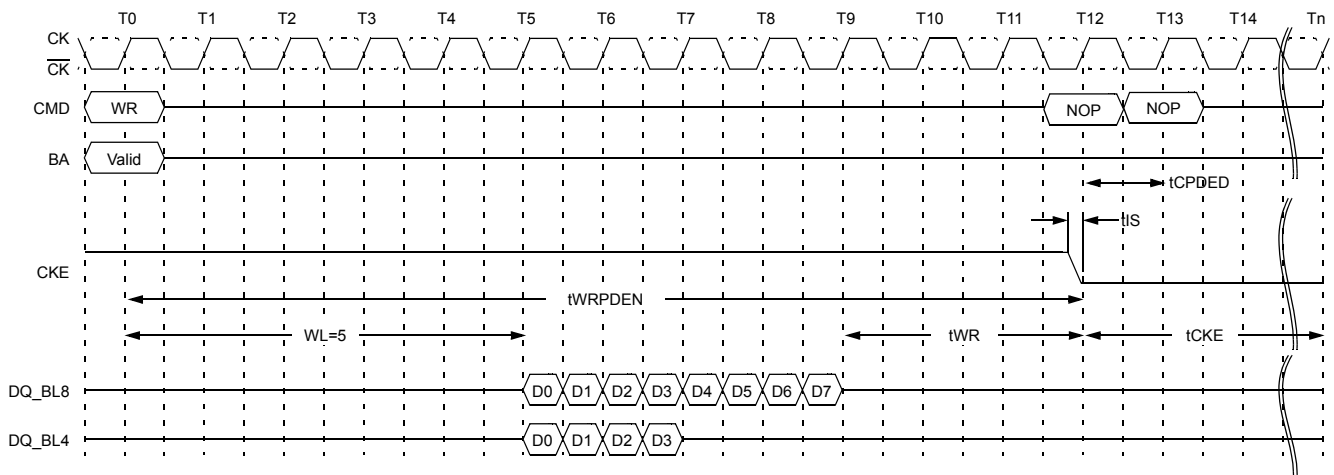 T0 T1 T2 T3 T4 T5 T6 T7 T8 T9 T10 T11 T12 T13 T14 Tn
CK
CK
CMD WR NOP NOP
BA Valid
tCPDED
tIS
CKE
tWRPDEN
WL=5 tWR tCKE
DQ_BL8 D0 D1 D2 D3 D4 D5 D6 D7
DQ_BL4 D0 D1 D2 D3